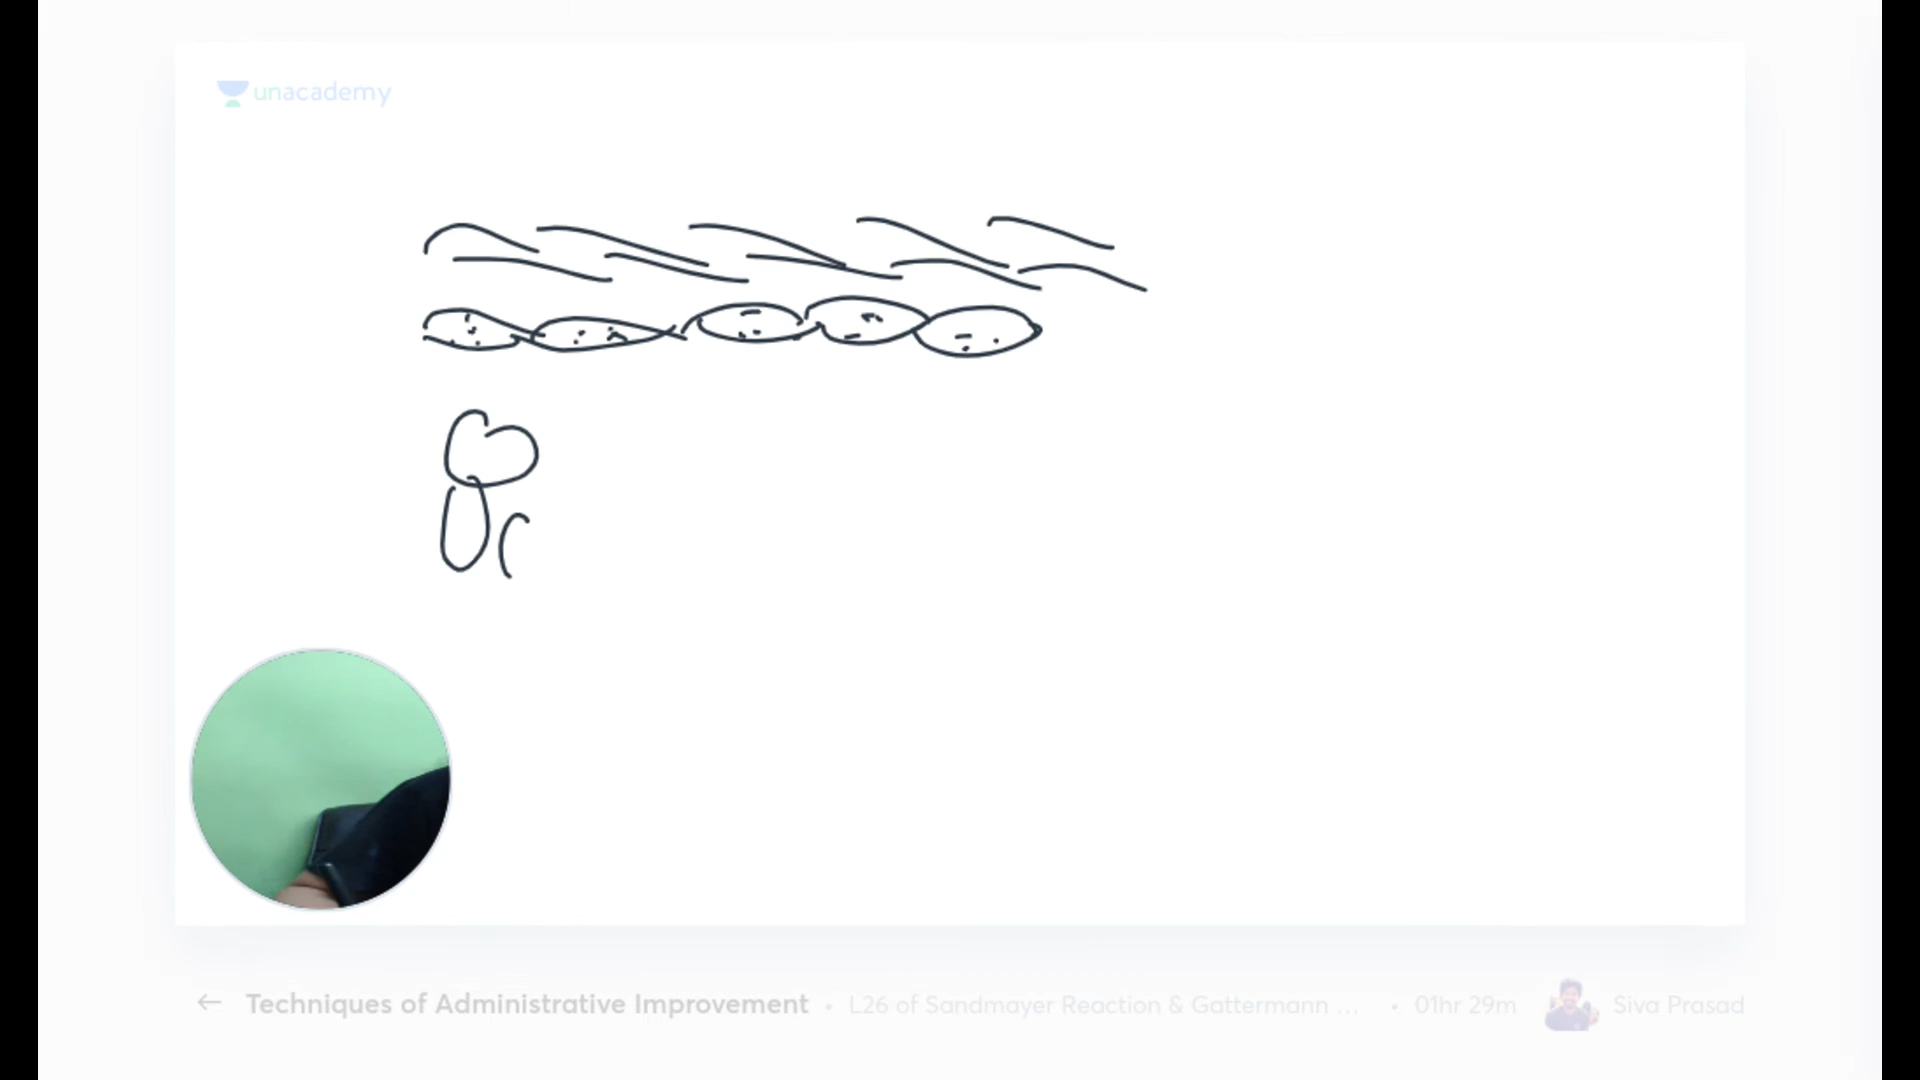 unacademy
Techniques of Administrative Improvement • L26 of Sandmayer Reaction & Gattermann ... • 01hr 29m Siva Prasad